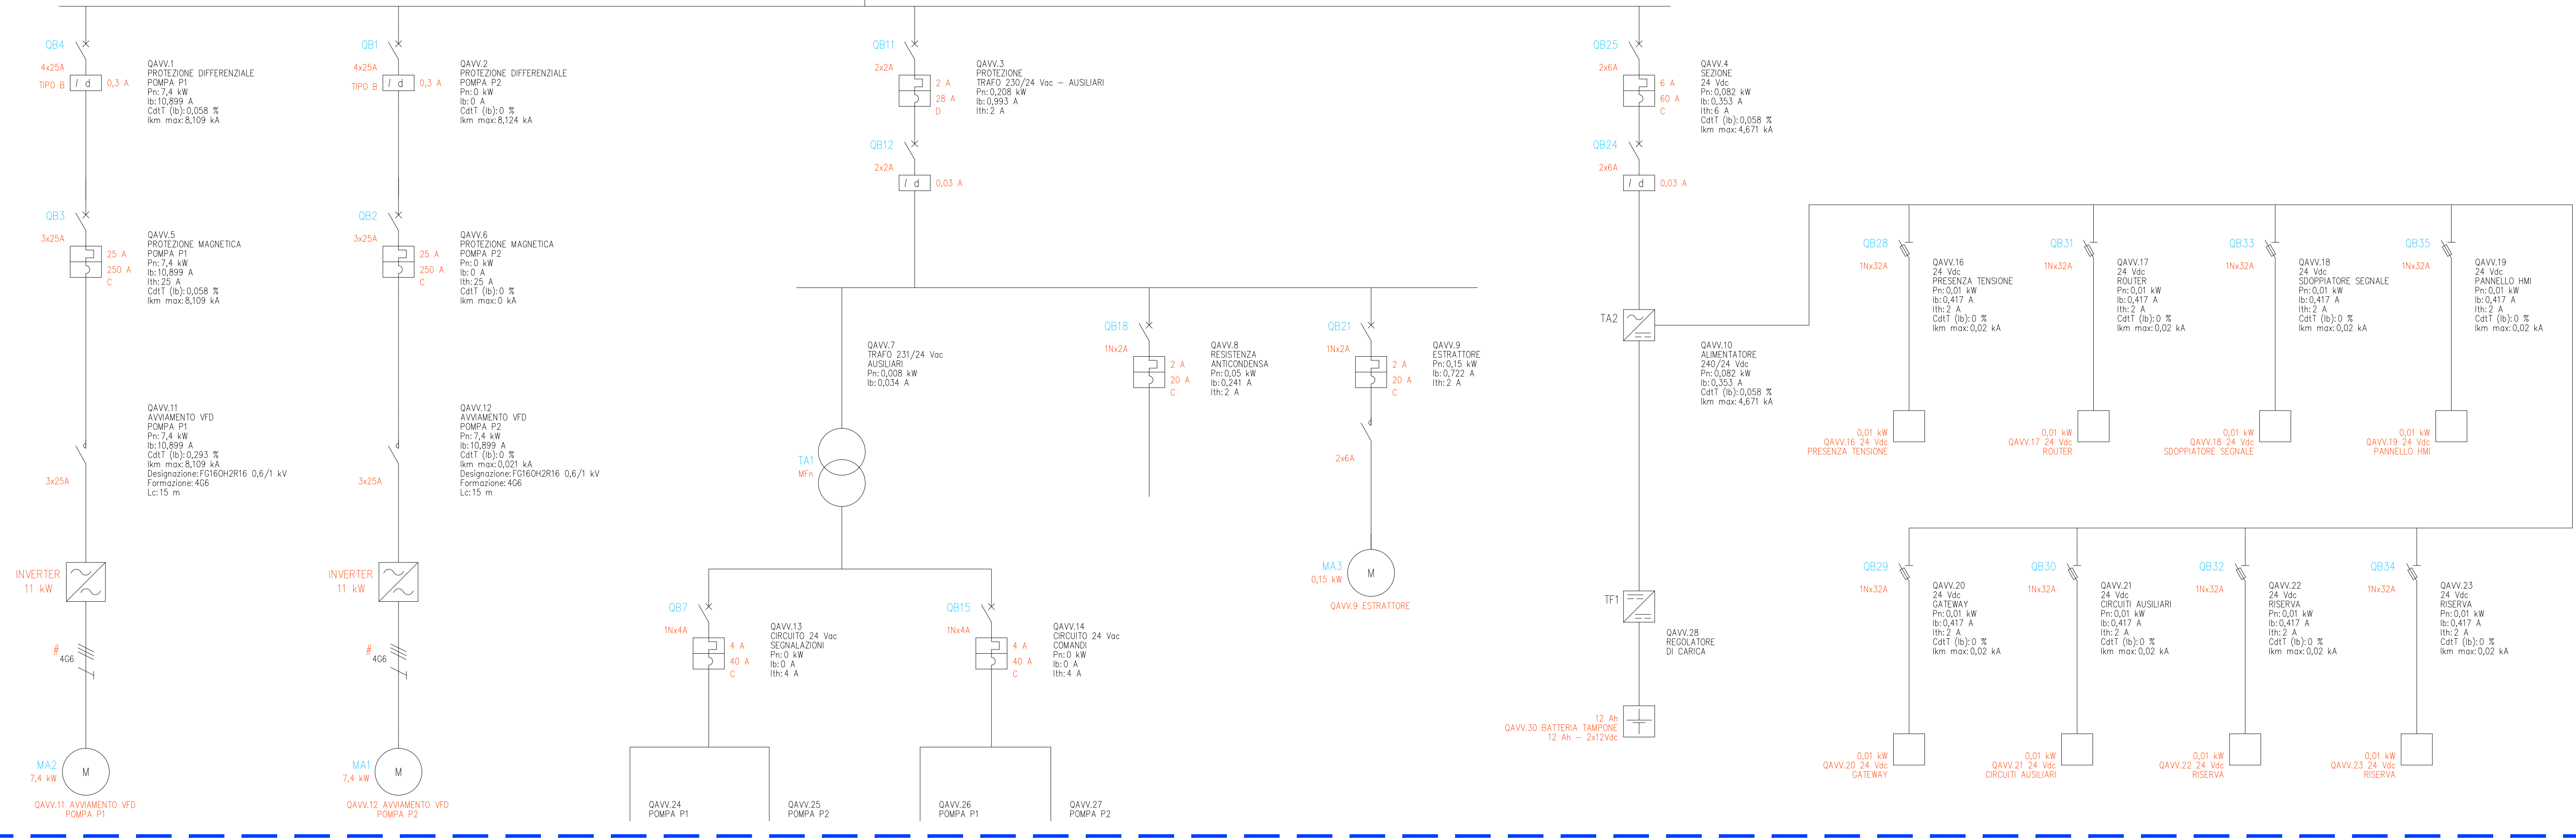 QB4
4x25A
TIPO B
I d
0,3 A
QAVV.1
PROTEZIONE DIFFERENZIALE
POMPA P1
Pn: 7,4 kW
Ib: 10,899 A
CdtT (Ib): 0,058 %
Ikm max: 8,109 kA
QB1
4x25A
TIPO B
I d
0,3 A
QAVV.2
PROTEZIONE DIFFERENZIALE
POMPA P2
Pn: 0 kW
Ib: 0 A
CdtT (Ib): 0 %
Ikm max: 8,124 kA
QB11
2x2A
2 A
28 A
D
QAVV.3
PROTEZIONE
TRAFO 230/24 Vac - AUSILIARI
Pn: 0,208 kW
Ib: 0,993 A
Ith: 2 A
QB12
2x2A
I d
0,03 A
QB25
2x6A
6 A
60 A
C
QAVV.4
SEZIONE
24 Vdc
Pn: 0,082 kW
Ib: 0,353 A
Ith: 6 A
CdtT (Ib): 0,058 %
Ikm max: 4,671 kA
QB24
2x6A
I d
0,03 A
QB3
3x25A
25 A
250 A
C
QAVV.5
PROTEZIONE MAGNETICA
POMPA P1
Pn: 7,4 kW
Ib: 10,899 A
Ith: 25 A
CdtT (Ib): 0,058 %
Ikm max: 8,109 kA
QB2
3x25A
25 A
250 A
C
QAVV.6
PROTEZIONE MAGNETICA
POMPA P2
Pn: 0 kW
Ib: 0 A
Ith: 25 A
CdtT (Ib): 0 %
Ikm max: 0 kA
QB28
1Nx32A
QAVV.16
24 Vdc
PRESENZA TENSIONE
Pn: 0,01 kW
Ib: 0,417 A
Ith: 2 A
CdtT (Ib): 0 %
Ikm max: 0,02 kA
QB31
1Nx32A
QAVV.17
24 Vdc
ROUTER
Pn: 0,01 kW
Ib: 0,417 A
Ith: 2 A
CdtT (Ib): 0 %
Ikm max: 0,02 kA
QB33
1Nx32A
QAVV.18
24 Vdc
SDOPPIATORE SEGNALE
Pn: 0,01 kW
Ib: 0,417 A
Ith: 2 A
CdtT (Ib): 0 %
Ikm max: 0,02 kA
QB35
1Nx32A
QAVV.19
24 Vdc
PANNELLO HMI
Pn: 0,01 kW
Ib: 0,417 A
Ith: 2 A
CdtT (Ib): 0 %
Ikm max: 0,02 kA
QAVV.7
TRAFO 231/24 Vac
AUSILIARI
Pn: 0,008 kW
Ib: 0,034 A
QB18
1Nx2A
2 A
20 A
C
QAVV.8
RESISTENZA
ANTICONDENSA
Pn: 0,05 kW
Ib: 0,241 A
Ith: 2 A
QB21
1Nx2A
2 A
20 A
C
QAVV.9
ESTRATTORE
Pn: 0,15 kW
Ib: 0,722 A
Ith: 2 A
TA2
QAVV.10
ALIMENTATORE
240/24 Vdc
Pn: 0,082 kW
Ib: 0,353 A
CdtT (Ib): 0,058 %
Ikm max: 4,671 kA
QAVV.11
AVVIAMENTO VFD
POMPA P1
Pn: 7,4 kW
Ib: 10,899 A
CdtT (Ib): 0,293 %
Ikm max: 8,109 kA
Designazione: FG16OH2R16 0,6/1 kV
Formazione: 4G6
Lc: 15 m
3x25A
QAVV.12
AVVIAMENTO VFD
POMPA P2
Pn: 7,4 kW
Ib: 10,899 A
CdtT (Ib): 0 %
Ikm max: 0,021 kA
Designazione: FG16OH2R16 0,6/1 kV
Formazione: 4G6
Lc: 15 m
3x25A
TA1
MFn
2x6A
0,01 kW
QAVV.16 24 Vdc
PRESENZA TENSIONE
0,01 kW
QAVV.17 24 Vdc
ROUTER
0,01 kW
QAVV.18 24 Vdc
SDOPPIATORE SEGNALE
0,01 kW
QAVV.19 24 Vdc
PANNELLO HMI
INVERTER
11 kW
INVERTER
11 kW
MA3
0,15 kW
M
QAVV.9 ESTRATTORE
QB7
1Nx4A
4 A
40 A
C
QAVV.13
CIRCUITO 24 Vac
SEGNALAZIONI
Pn: 0 kW
Ib: 0 A
Ith: 4 A
QB15
1Nx4A
4 A
40 A
C
QAVV.14
CIRCUITO 24 Vac
COMANDI
Pn: 0 kW
Ib: 0 A
Ith: 4 A
TF1
QAVV.28
REGOLATORE
DI CARICA
QB29
1Nx32A
QAVV.20
24 Vdc
GATEWAY
Pn: 0,01 kW
Ib: 0,417 A
Ith: 2 A
CdtT (Ib): 0 %
Ikm max: 0,02 kA
QB30
1Nx32A
QAVV.21
24 Vdc
CIRCUITI AUSILIARI
Pn: 0,01 kW
Ib: 0,417 A
Ith: 2 A
CdtT (Ib): 0 %
Ikm max: 0,02 kA
QB32
1Nx32A
QAVV.22
24 Vdc
RISERVA
Pn: 0,01 kW
Ib: 0,417 A
Ith: 2 A
CdtT (Ib): 0 %
Ikm max: 0,02 kA
QB34
1Nx32A
QAVV.23
24 Vdc
RISERVA
Pn: 0,01 kW
Ib: 0,417 A
Ith: 2 A
CdtT (Ib): 0 %
Ikm max: 0,02 kA
#
4G6
#
4G6
12 Ah
QAVV.30 BATTERIA TAMPONE
12 Ah - 2x12Vdc
MA2
7,4 kW
M
QAVV.11 AVVIAMENTO VFD
POMPA P1
MA1
7,4 kW
M
QAVV.12 AVVIAMENTO VFD
POMPA P2
QAVV.24
POMPA P1
QAVV.25
POMPA P2
QAVV.26
POMPA P1
QAVV.27
POMPA P2
0,01 kW
QAVV.20 24 Vdc
GATEWAY
0,01 kW
QAVV.21 24 Vdc
CIRCUITI AUSILIARI
0,01 kW
QAVV.22 24 Vdc
RISERVA
0,01 kW
QAVV.23 24 Vdc
RISERVA